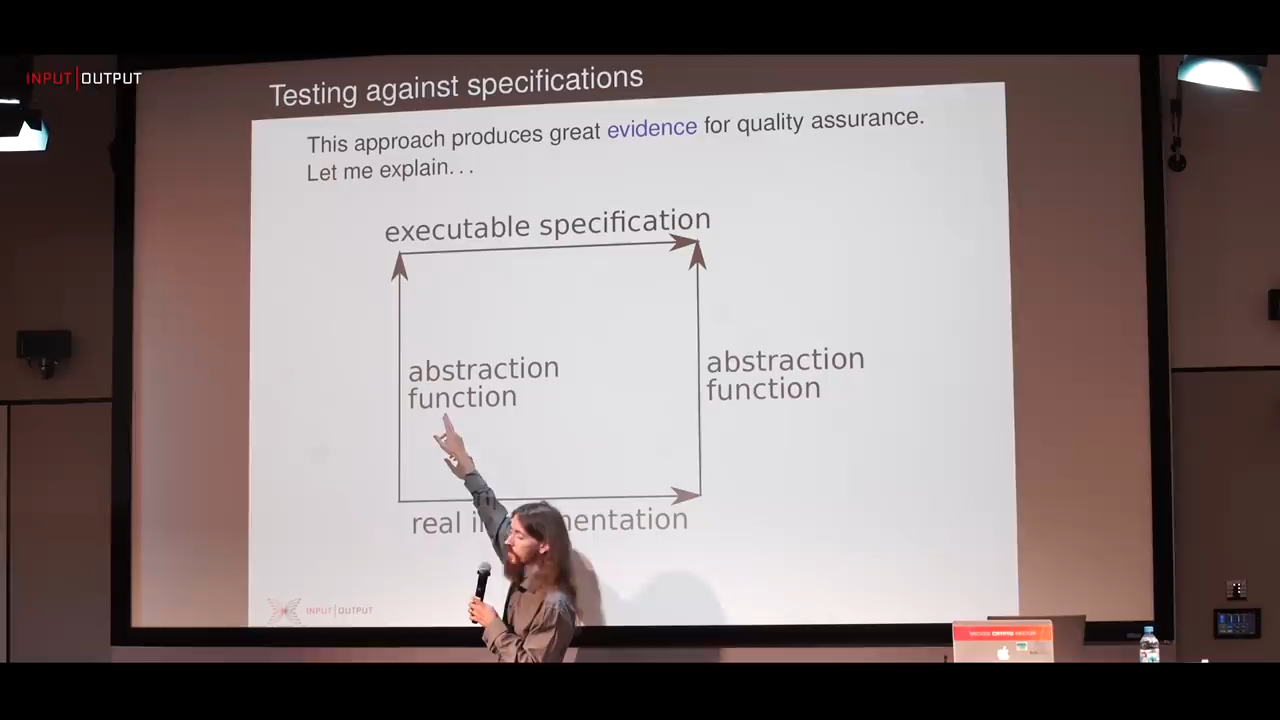 INPUT|OUTPUT
Testing against specifications
This approach produces great evidence for quality assurance.
Let me explain...
executable specification
abstraction
function
abstraction
function
real
INPUT|OUTPUT